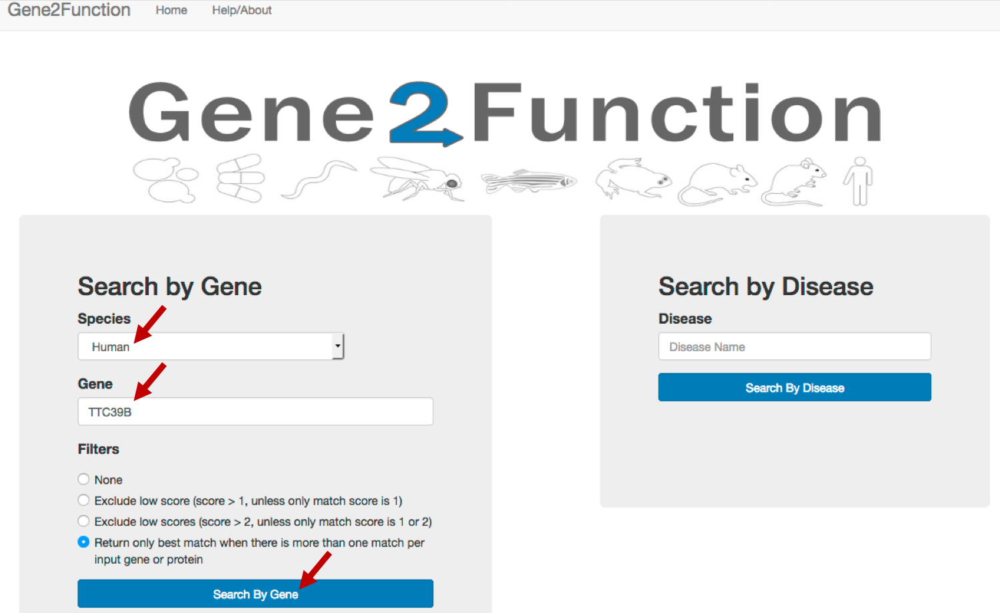 Gene2Function Home Help/About
Gene2Function
Search by Gene
Species
Human
Gene
TTC39B
Filters
None
Exclude low score (score > 1, unless only match score is 1)
Exclude low scores (score > 2, unless only match score is 1 or 2)
Return only best match when there is more than one match per
input gene or protein
Search By Gene
Search by Disease
Disease
Disease Name
Search By Disease